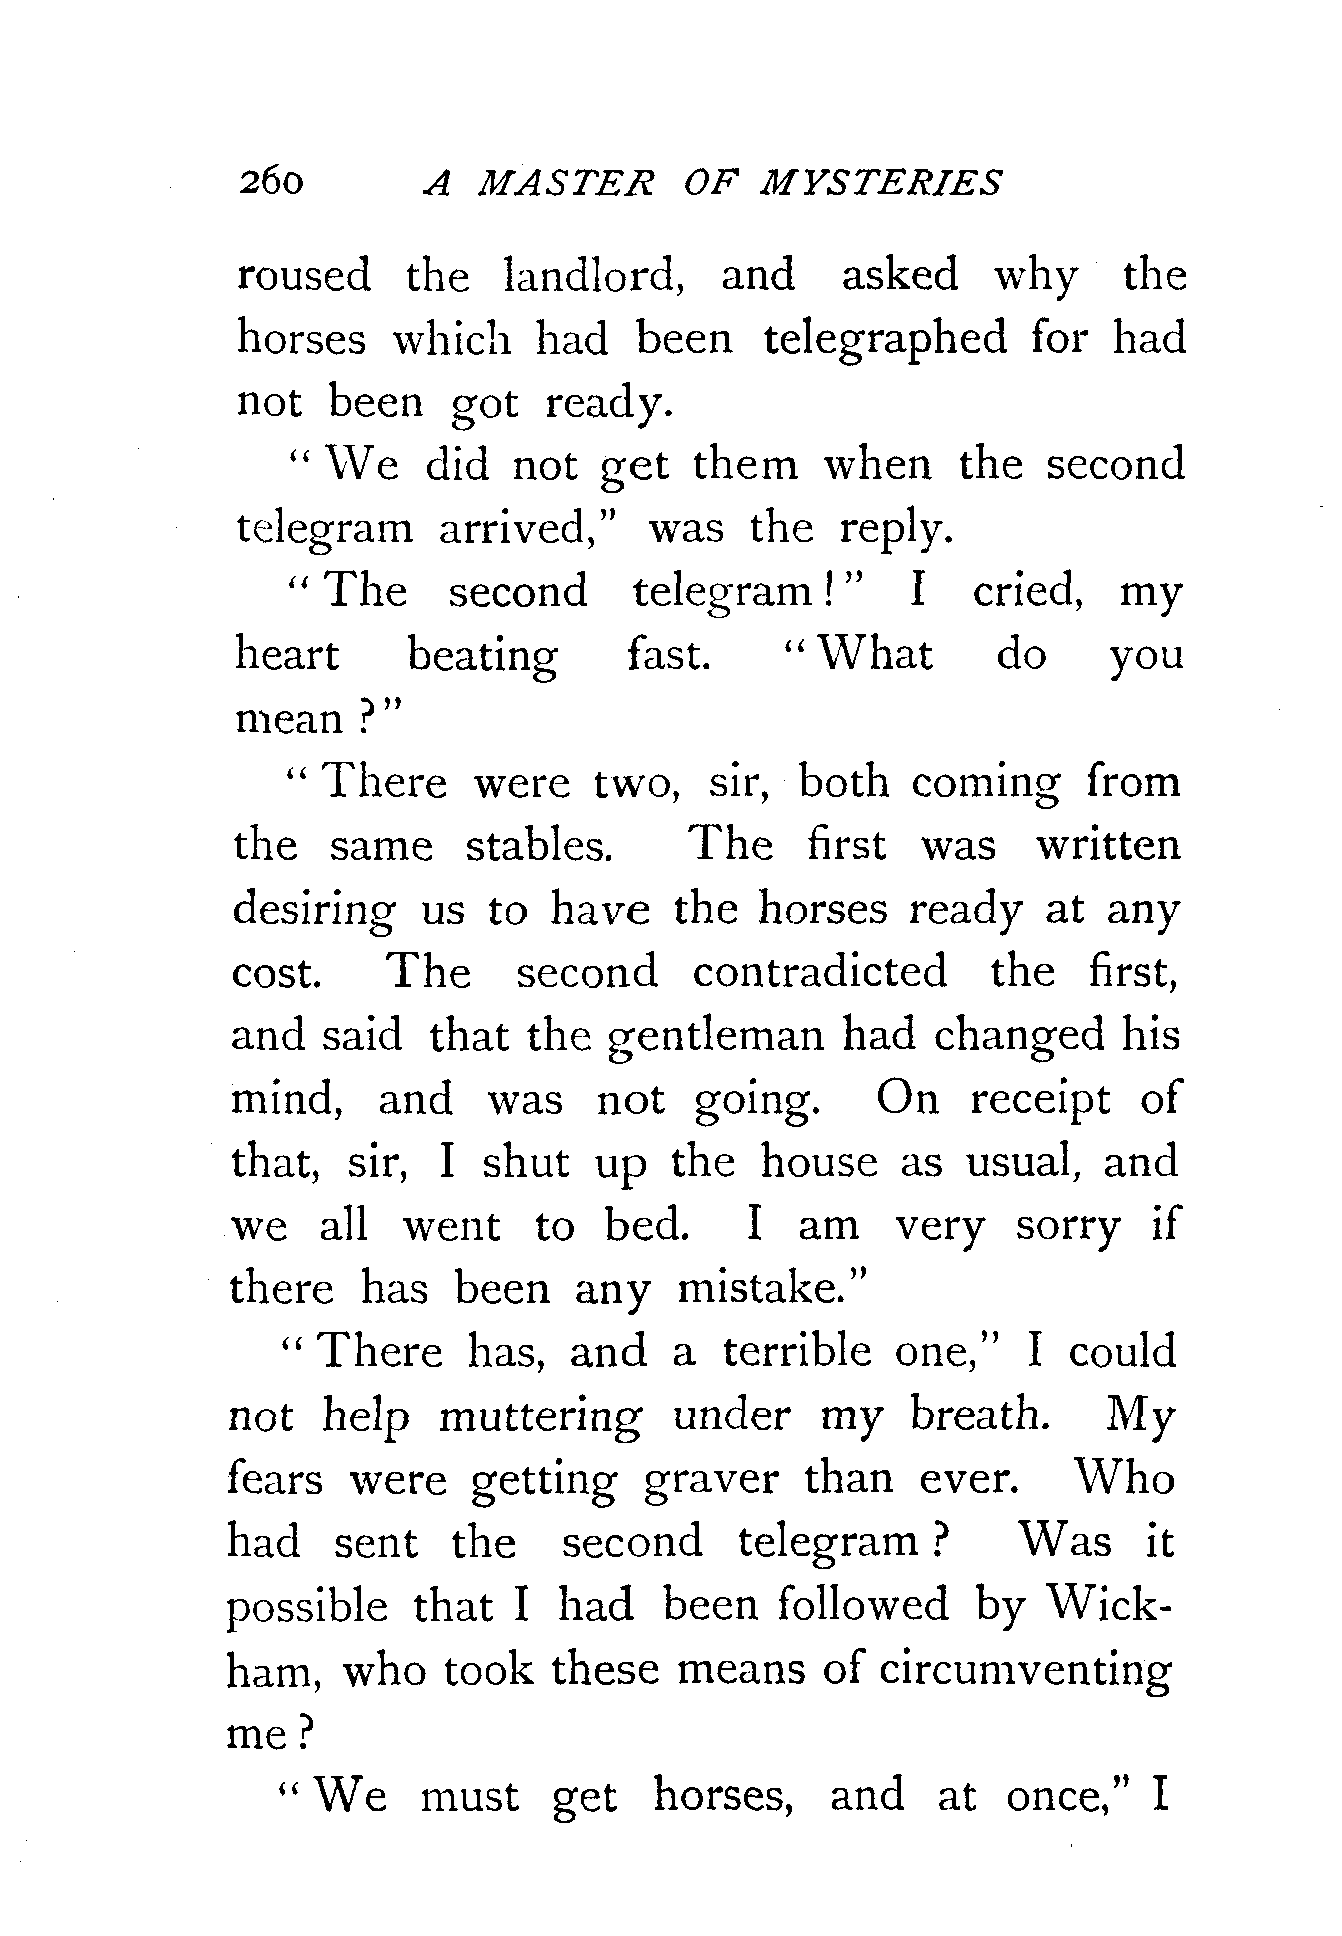 260 A MASTER OF MYSTERIES
roused the landlord, and asked why the
horses which had been telegraphed for had
not been got ready.
“ We did not get them when the second
telegram arrived,” was the reply.
“ The second telegram ! ” I cried, my
heart beating fast. “ What do you
mean ? ”
“ There were two, sir, both coming from
the same stables. The first was written
desiring us to have the horses ready at any
cost. The second contradicted the first,
and said that the gentleman had changed his
mind, and was not going. On receipt of
that, sir, I shut up the house as usual, and
we all went to bed. I am very sorry if
there has been any mistake.”
“ There has, and a terrible one,” I could
not help muttering under my breath. My
fears were getting graver than ever. Who
had sent the second telegram ? Was it
possible that I had been followed by Wick-
ham, who took these means of circumventing
me ?
“ We must get horses, and at once,” I